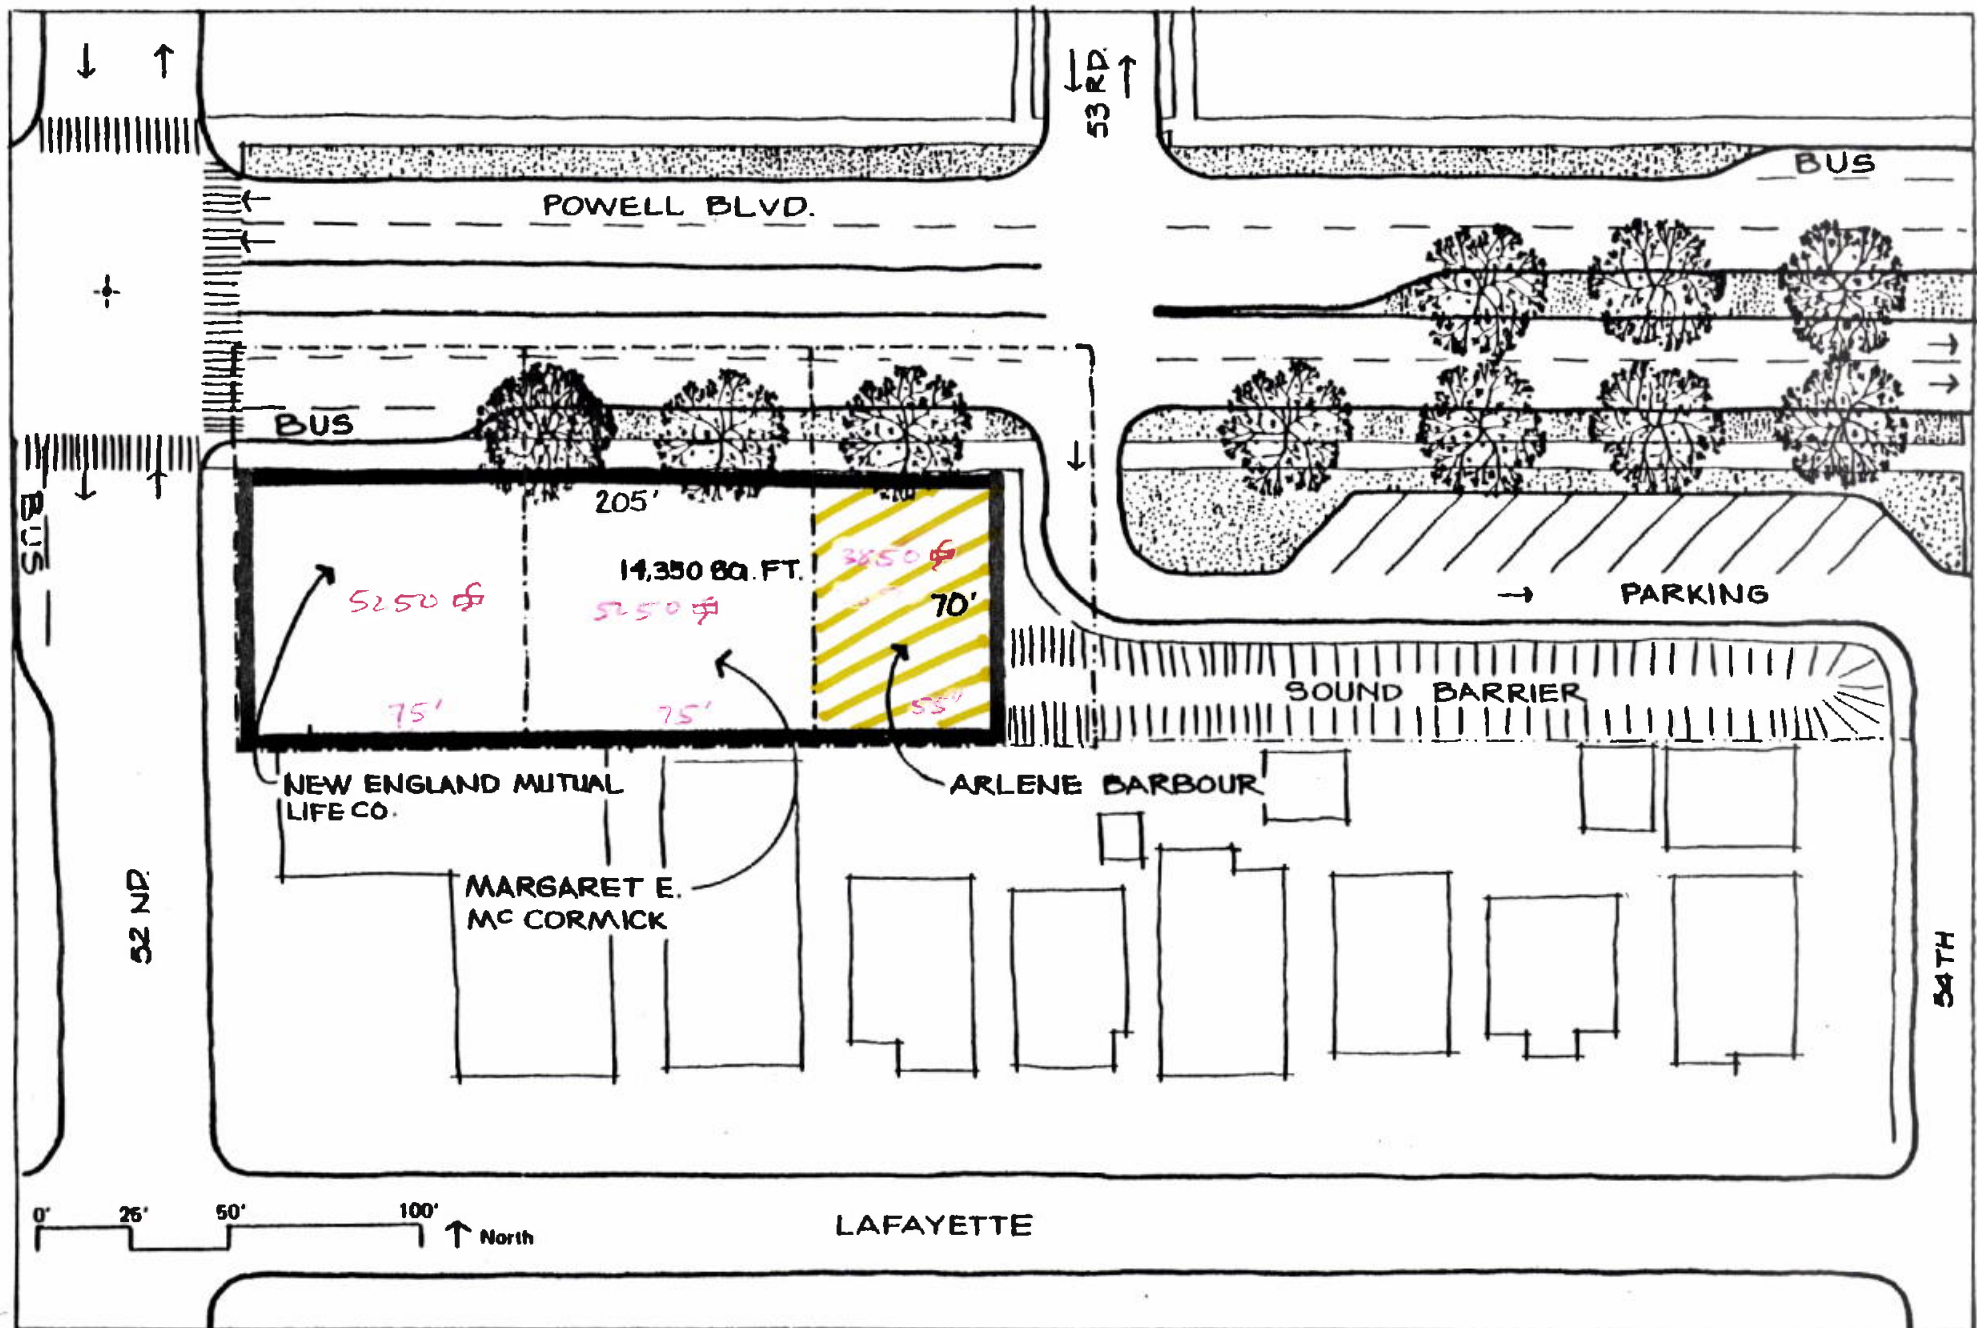 53 RD.
BUS
POWELL BLVD.
BUS
BUS
205'
14,350 SQ. FT.
3850
5250
5250
70'
PARKING
75'
75'
55"
SOUND BARRIER
NEW ENGLAND MUTUAL
LIFE CO.
ARLENE BARBOUR
MARGARET E.
MC CORMICK
52 ND.
54TH
0' 25' 50' 100'
North
LAFAYETTE